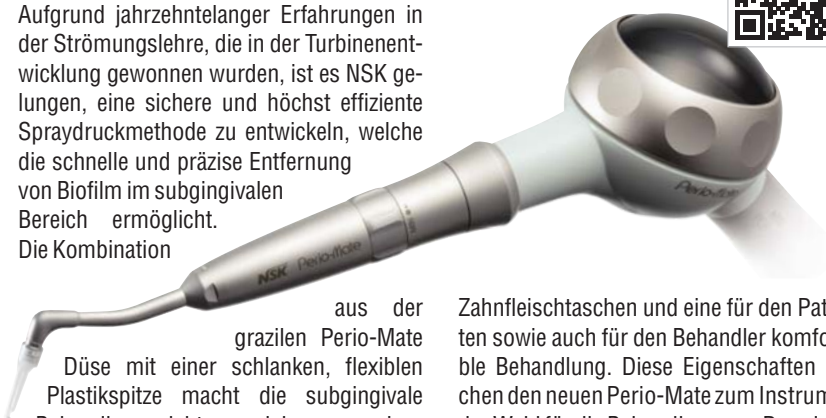 Aufgrund jahrzehntelanger Erfahrungen in
der Strömungslehre, die in der Turbinenent-
wicklung gewonnen wurden, ist es NSK ge-
lungen, eine sichere und höchst effiziente
Spraydruckmethode zu entwickeln, welche
die schnelle und präzise Entfernung
von Biofilm im subgingivalen
Bereich ermöglicht.
Die Kombination
aus der
grazilen Perio-Mate
Düse mit einer schlanken, flexiblen
Plastikspitze macht die subgingivale
Zahnfleischtaschen und eine für den Pat
ten sowie auch für den Behandler komfo
ble Behandlung. Diese Eigenschaften
chen den neuen Perio-Mate zum Instrum
NSK Perio-Mate
Perio-Mate